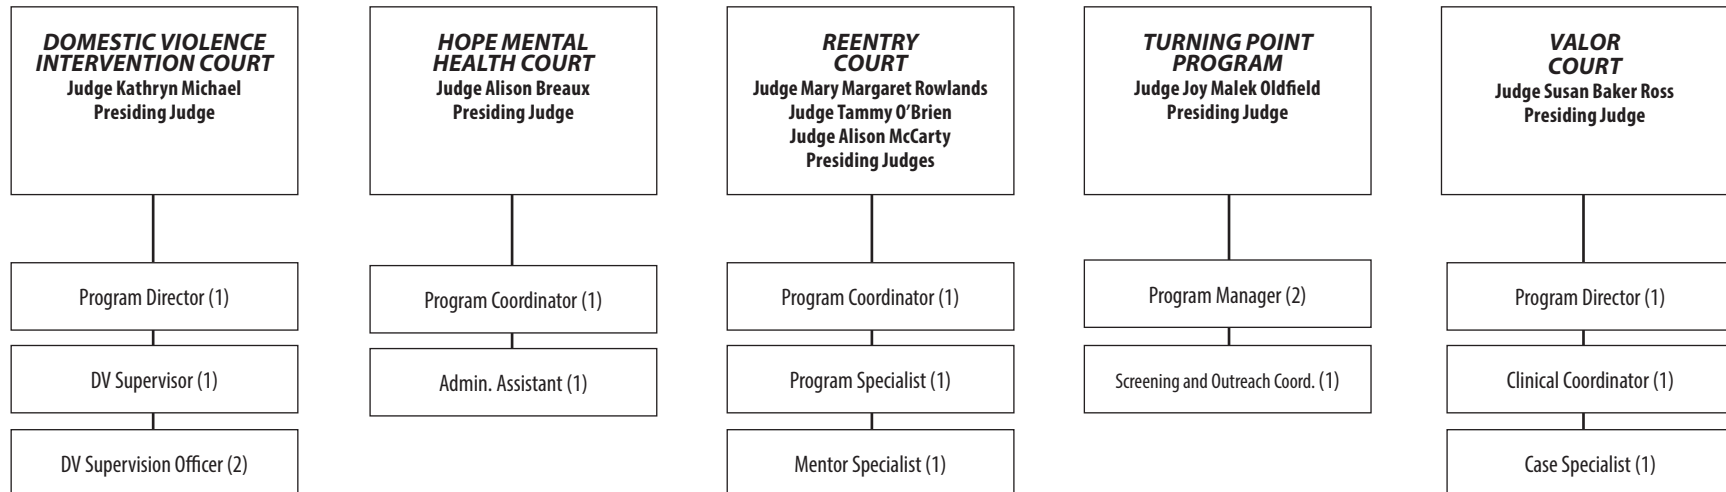 DOMESTIC VIOLENCE
INTERVENTION COURT
Judge Kathryn Michael
Presiding Judge
Program Director (1)
DV Supervisor (1)
DV Supervision Officer (2)
HOPE MENTAL
HEALTH COURT
Judge Alison Breaux
Presiding Judge
Program Coordinator (1)
Admin. Assistant (1)
REENTRY
COURT
Judge Mary Margaret Rowlands
Judge Tammy O’Brien
Judge Alison McCarty
Presiding Judges
Program Coordinator (1)
Program Specialist (1)
Mentor Specialist (1)
TURNING POINT
PROGRAM
Judge Joy Malek Oldfield
Presiding Judge
Program Manager (2)
Screening and Outreach Coord. (1)
VALOR
COURT
Judge Susan Baker Ross
Presiding Judge
Program Director (1)
Clinical Coordinator (1)
Case Specialist (1)